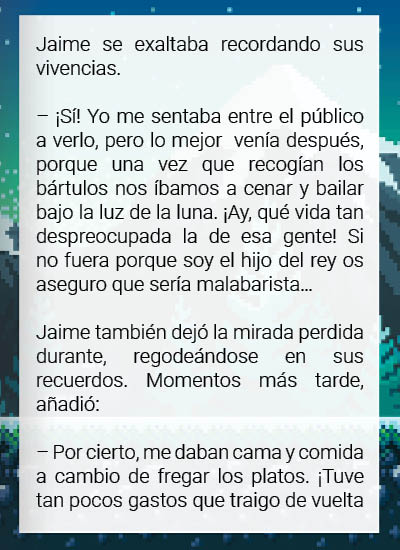 Jaime se exaltaba recordando sus
vivencias.

– ¡Sí! Yo me sentaba entre el público
a verlo, pero lo mejor  venía después,
porque una vez que recogían los
bártulos nos íbamos a cenar y bailar
bajo la luz de la luna. ¡Ay, qué vida tan
despreocupada la de esa gente! Si
no fuera porque soy el hijo del rey os
aseguro que sería malabarista...

Jaime también dejó la mirada perdida
durante, regodeándose en sus
recuerdos. Momentos más tarde,
añadió:

– Por cierto, me daban cama y comida
a cambio de fregar los platos. ¡Tuve
tan pocos gastos que traigo de vuelta